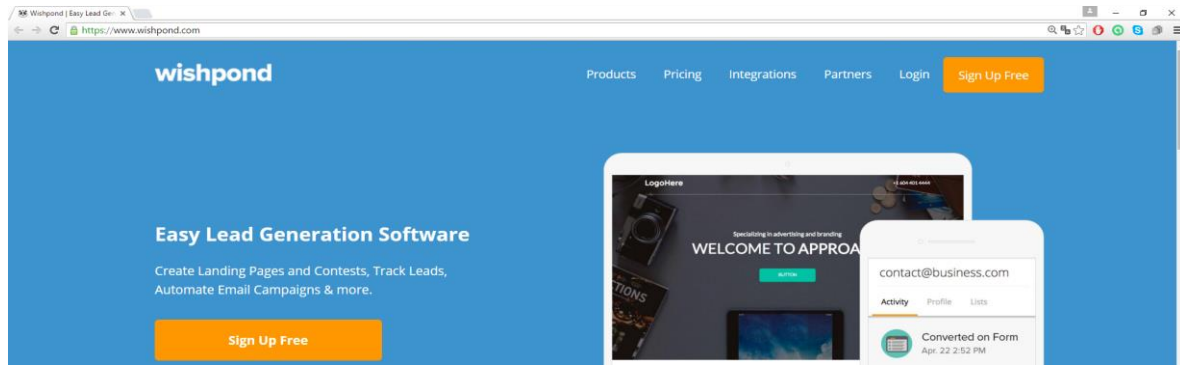 Wishpond | Easy Lead Ge
https://www.wishpond.com
wishpond
Products Pricing Integrations Partners Login Sign Up Free
LogoHere
Specializing in advertising and branding
WELCOME TO APPROA
BUTTON
Easy Lead Generation Software
Create Landing Pages and Contests, Track Leads,
Automate Email Campaigns & more.
Sign Up Free
contact@business.com
Activity Profile Lists
Converted on Form
Apr. 22 2:52 PM